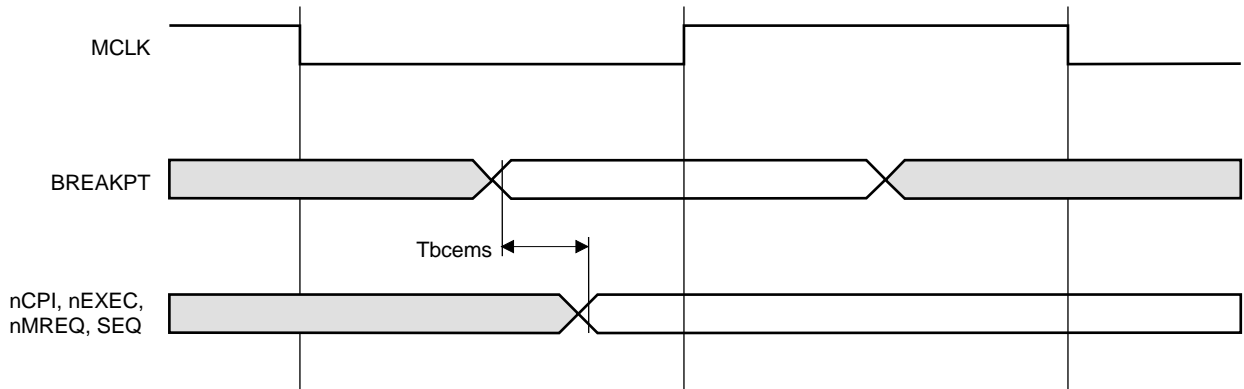 MCLK
BREAKPT
Tbcems
nCPI, nEXEC,
nMREQ, SEQ